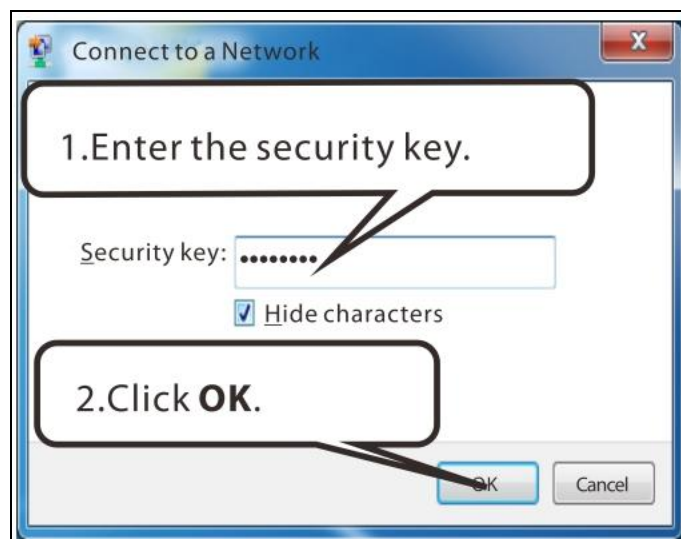 Connect to a Network
1.Enter the security key.
Security key: ••••••••
Hide characters
2.Click OK.
OK Cancel